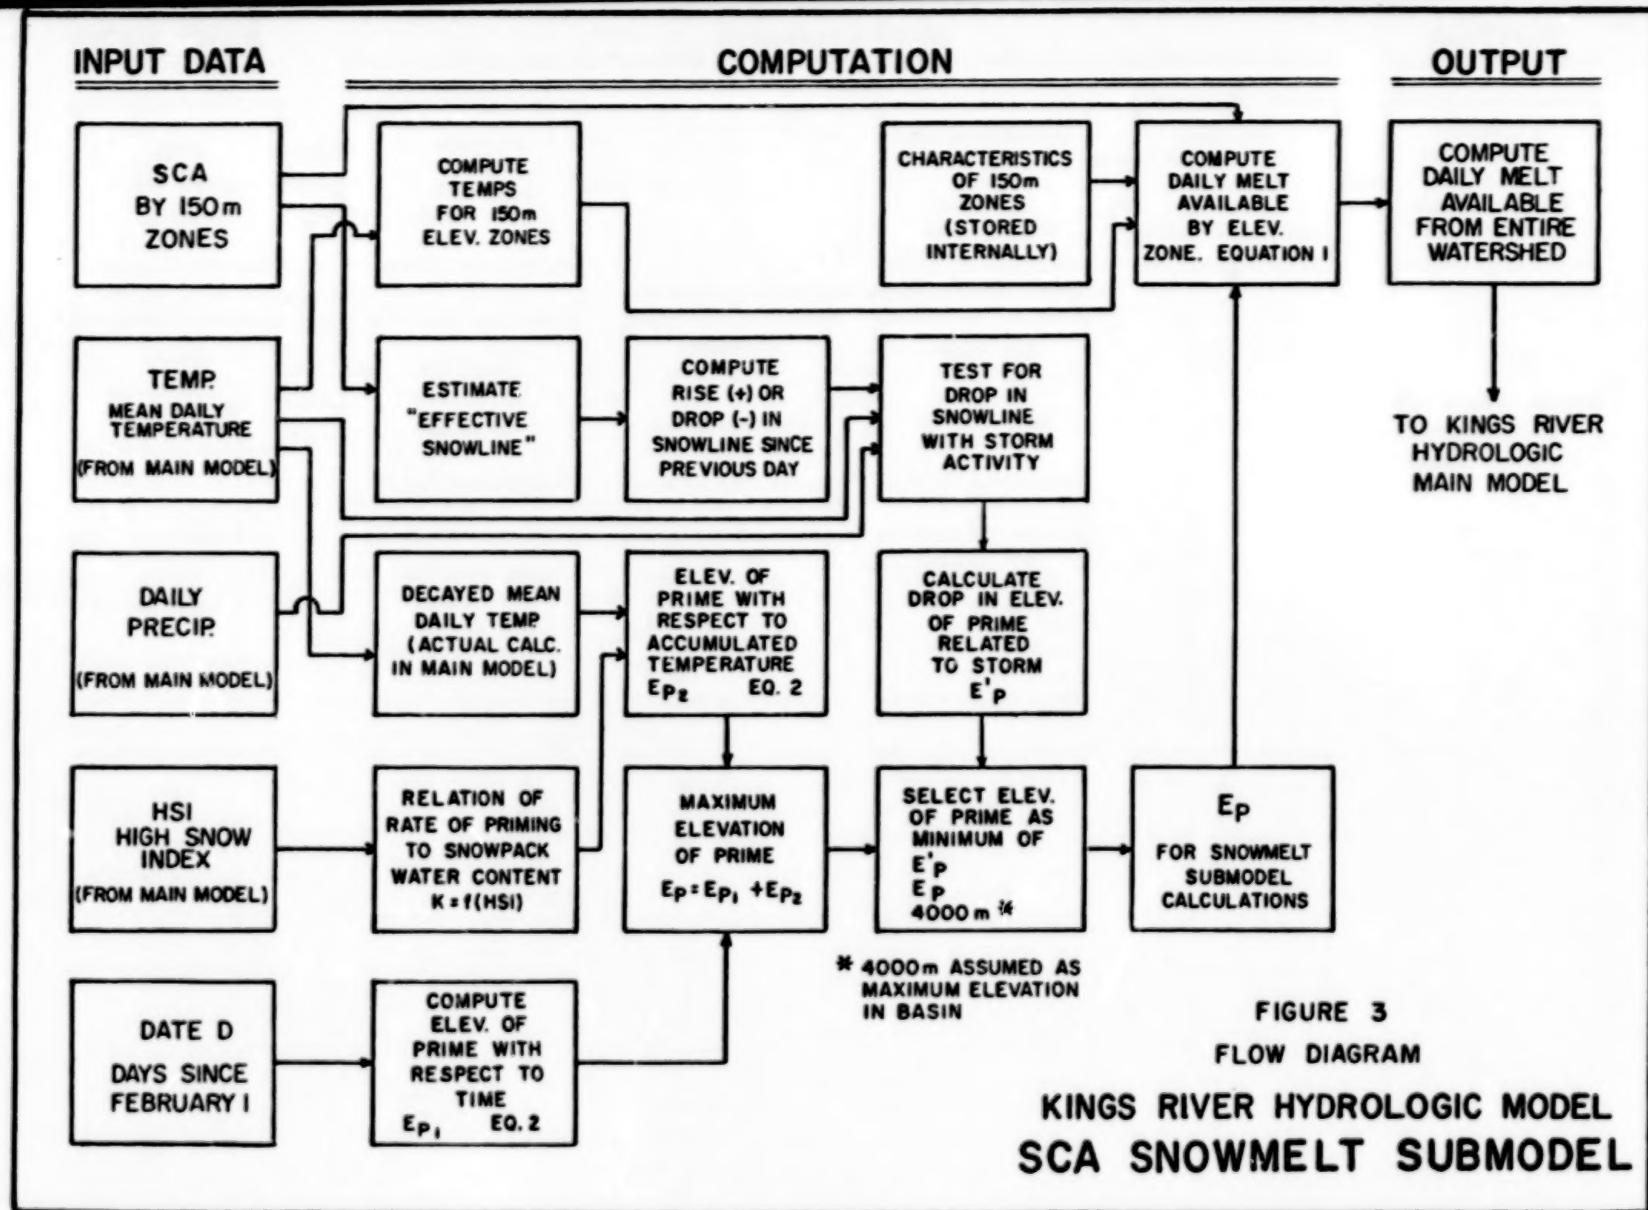 INPUT DATA
COMPUTATION
OUTPUT
SCA
BY 150m
ZONES
COMPUTE
TEMPS
FOR 150m
ELEV. ZONES
CHARACTERISTICS
OF 150m
ZONES
(STORED
INTERNALLY)
COMPUTE
DAILY MELT
AVAILABLE
BY ELEV.
ZONE. EQUATION 1
COMPUTE
DAILY MELT
AVAILABLE
FROM ENTIRE
WATERSHED
TEMP.
MEAN DAILY
TEMPERATURE
(FROM MAIN MODEL)
ESTIMATE
"EFFECTIVE
SNOWLINE"
COMPUTE
RISE (+) OR
DROP (-) IN
SNOWLINE SINCE
PREVIOUS DAY
TEST FOR
DROP IN
SNOWLINE
WITH STORM
ACTIVITY
TO KINGS RIVER
HYDROLOGIC
MAIN MODEL
DAILY
PRECIP.
(FROM MAIN MODEL)
DECAYED MEAN
DAILY TEMP.
(ACTUAL CALC.
IN MAIN MODEL)
ELEV. OF
PRIME WITH
RESPECT TO
ACCUMULATED
TEMPERATURE
EP2 EQ. 2
CALCULATE
DROP IN ELEV.
OF PRIME
RELATED
TO STORM
E'P
HSI
HIGH SNOW
INDEX
(FROM MAIN MODEL)
RELATION OF
RATE OF PRIMING
TO SNOWPACK
WATER CONTENT
K = f(HSI)
MAXIMUM
ELEVATION
OF PRIME
EP = EP1 + EP2
SELECT ELEV.
OF PRIME AS
MINIMUM OF
E'P
EP
4000m *
EP
FOR SNOWMELT
SUBMODEL
CALCULATIONS
* 4000m ASSUMED AS
MAXIMUM ELEVATION
IN BASIN
DATE D
DAYS SINCE
FEBRUARY 1
COMPUTE
ELEV. OF
PRIME WITH
RESPECT TO
TIME
EP1 EQ. 2
FIGURE 3
FLOW DIAGRAM
KINGS RIVER HYDROLOGIC MODEL
SCA SNOWMELT SUBMODEL